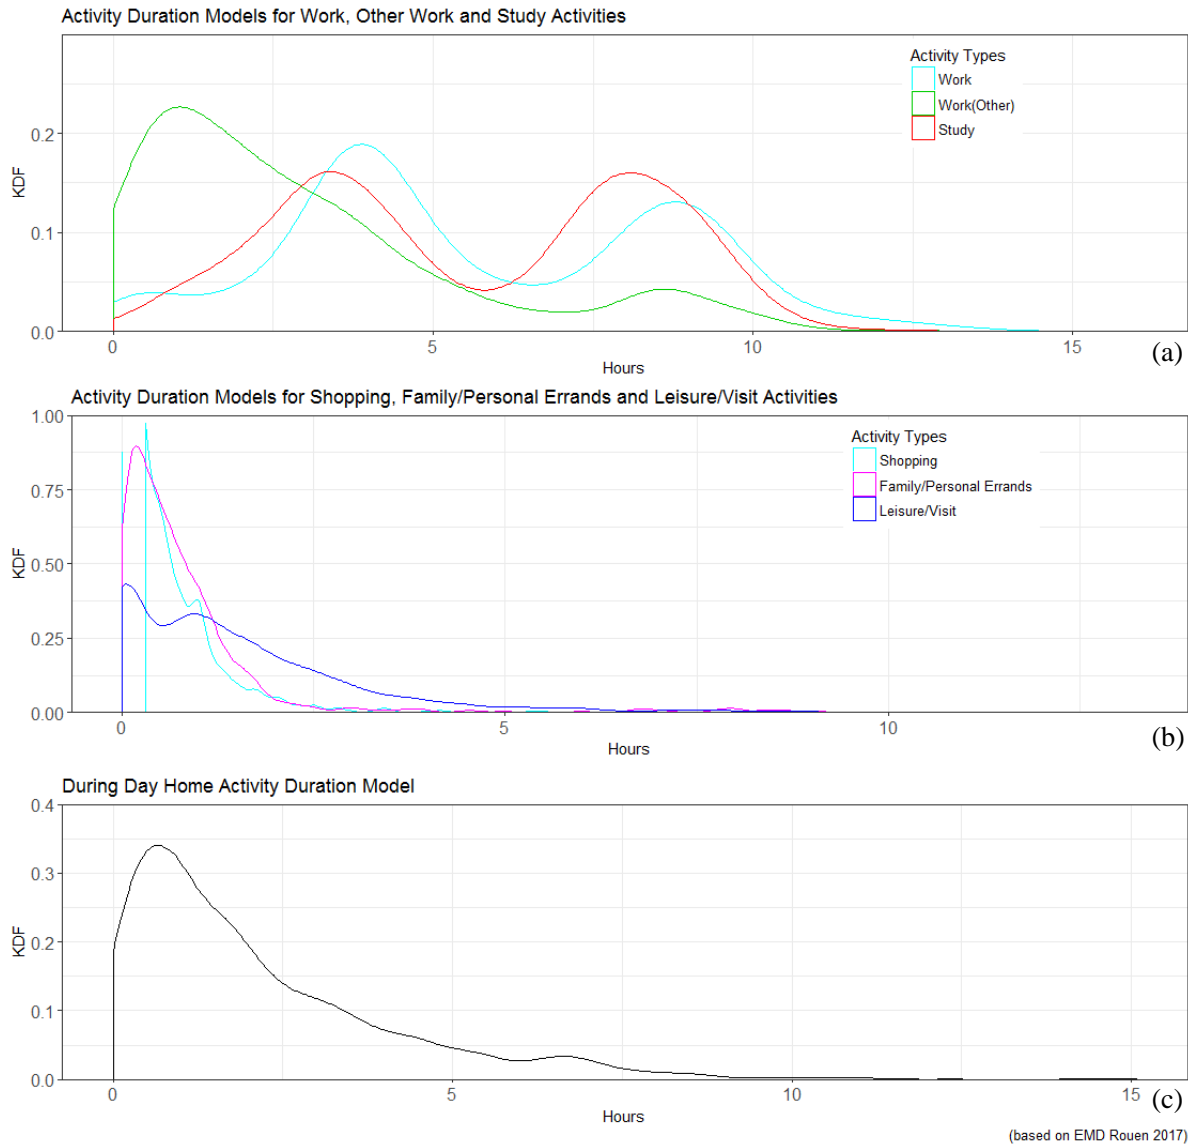 Activity Duration Models for Work, Other Work and Study Activities
KDF
0.2
0.1
0.0
Activity Types
Work
Work(Other)
Study
0 5 10 15
Hours
(a)
Activity Duration Models for Shopping, Family/Personal Errands and Leisure/Visit Activities
KDF
1.00
0.75
0.50
0.25
0.00
Activity Types
Shopping
Family/Personal Errands
Leisure/Visit
0 5 10
Hours
(b)
During Day Home Activity Duration Model
KDF
0.4
0.3
0.2
0.1
0.0
0 5 10 15
Hours
(c)
(based on EMD Rouen 2017)